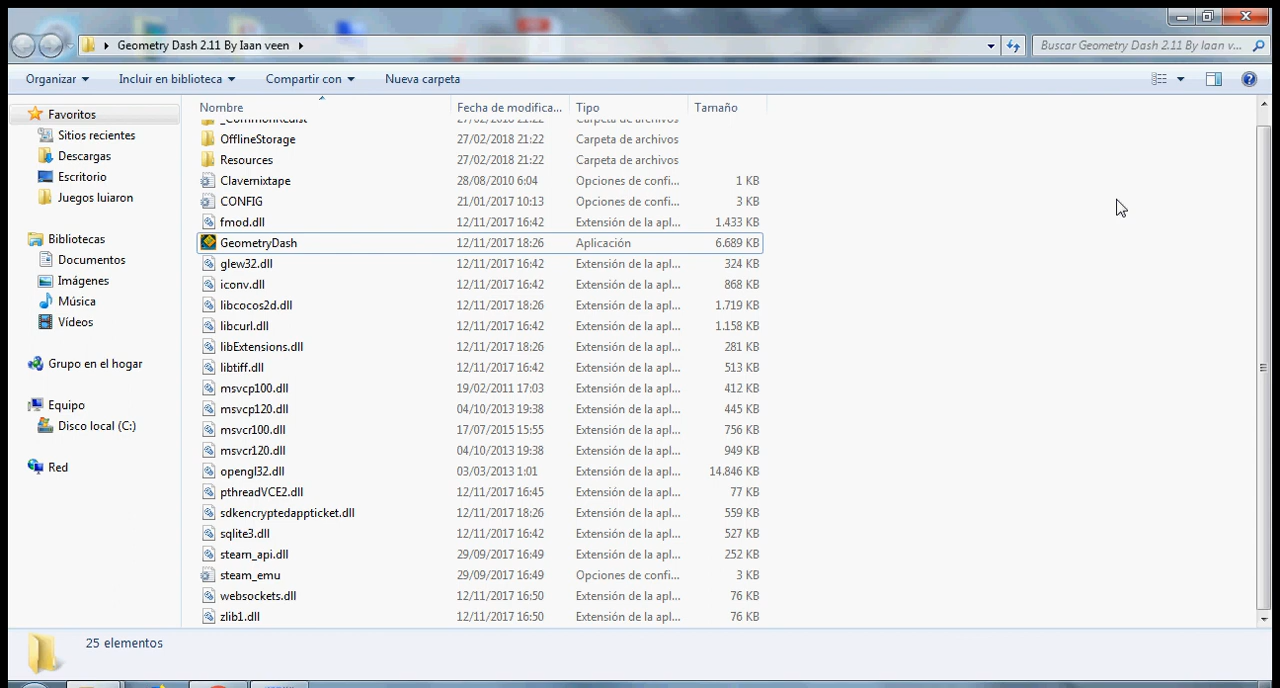 Geometry Dash 2.11 By Iaan veen
Buscar Geometry Dash 2.11 By Iaan v...
Organizar Incluir en biblioteca Compartir con Nueva carpeta
Nombre Fecha de modifica... Tipo Tamaño
Favoritos
Sitios recientes
Descargas
Escritorio
Juegos luiaron
Bibliotecas
Documentos
Imágenes
Música
Vídeos
Grupo en el hogar
Equipo
Disco local (C:)
Red
_CommonRedist 27/02/2018 21:22 Carpeta de archivos
OfflineStorage 27/02/2018 21:22 Carpeta de archivos
Resources 27/02/2018 21:22 Carpeta de archivos
Clavernixtape 28/08/2010 6:04 Opciones de confi... 1 KB
CONFIG 21/01/2017 10:13 Opciones de confi... 3 KB
fmod.dll 12/11/2017 16:42 Extensión de la apl... 1.433 KB
GeometryDash 12/11/2017 18:26 Aplicación 6.689 KB
glew32.dll 12/11/2017 16:42 Extensión de la apl... 324 KB
iconv.dll 12/11/2017 16:42 Extensión de la apl... 868 KB
libcocos2d.dll 12/11/2017 18:26 Extensión de la apl... 1.719 KB
libcurl.dll 12/11/2017 16:42 Extensión de la apl... 1.158 KB
libExtensions.dll 12/11/2017 18:26 Extensión de la apl... 281 KB
libtiff.dll 12/11/2017 16:42 Extensión de la apl... 513 KB
msvcp100.dll 19/02/2011 17:03 Extensión de la apl... 412 KB
msvcp120.dll 04/10/2013 19:38 Extensión de la apl... 445 KB
msvcr100.dll 17/07/2015 15:55 Extensión de la apl... 756 KB
msvcr120.dll 04/10/2013 19:38 Extensión de la apl... 949 KB
opengl32.dll 03/03/2013 1:01 Extensión de la apl... 14.846 KB
pthreadVCE2.dll 12/11/2017 16:45 Extensión de la apl... 77 KB
sdkencryptedappticket.dll 12/11/2017 18:26 Extensión de la apl... 559 KB
sqlite3.dll 12/11/2017 16:42 Extensión de la apl... 527 KB
steam_api.dll 29/09/2017 16:49 Extensión de la apl... 252 KB
steam_emu 29/09/2017 16:49 Opciones de confi... 3 KB
websockets.dll 12/11/2017 16:50 Extensión de la apl... 76 KB
zlib1.dll 12/11/2017 16:50 Extensión de la apl... 76 KB
25 elementos